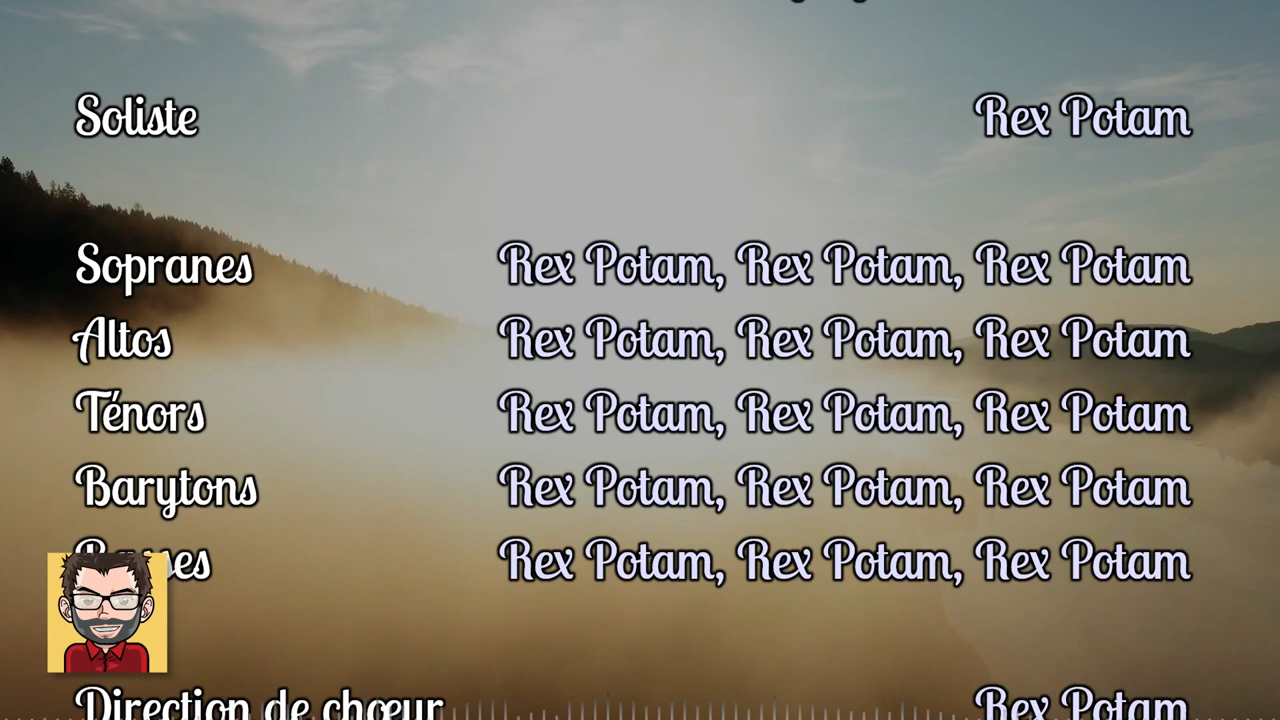 Soliste Rex Potam
Sopranes Rex Potam, Rex Potam, Rex Potam
Altos Rex Potam, Rex Potam, Rex Potam
Ténors Rex Potam, Rex Potam, Rex Potam
Barytons Rex Potam, Rex Potam, Rex Potam
Basses Rex Potam, Rex Potam, Rex Potam
Direction de chœur Rex Potam